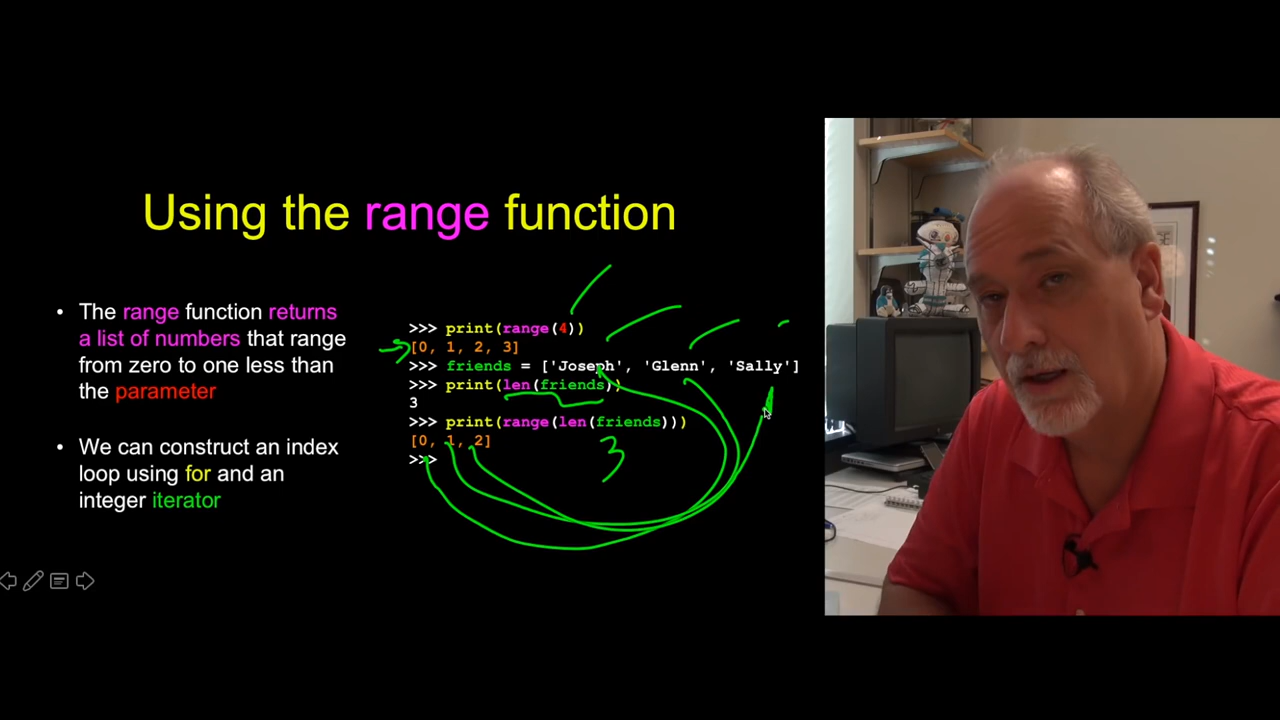 Using the range function
• The range function returns
a list of numbers that range
from zero to one less than
the parameter
• We can construct an index
loop using for and an
integer iterator
>>> print(range(4))
[0, 1, 2, 3]
>>> friends = ['Joseph', 'Glenn', 'Sally']
>>> print(len(friends))
3
>>> print(range(len(friends)))
[0, 1, 2]
>>>
3